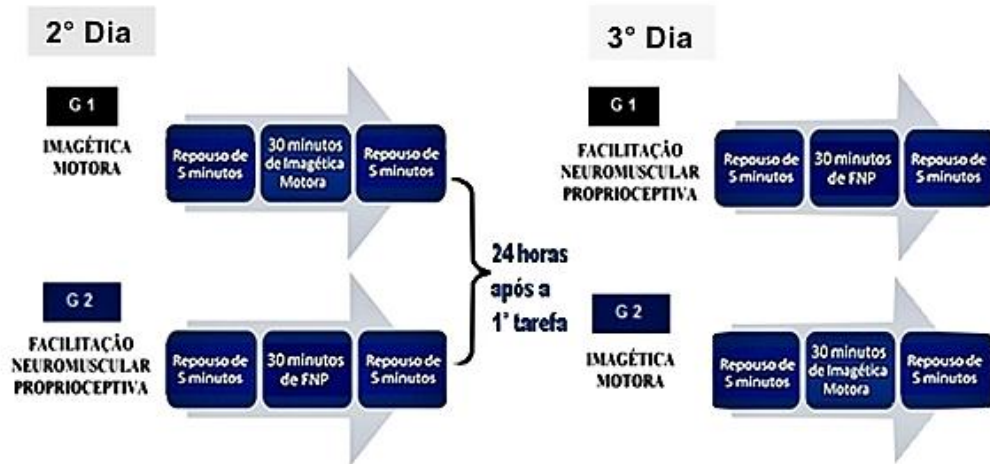 2° Dia
G 1
IMAGÉTICA
MOTORA
Repouso de
5 minutos
30 minutos
de Imagética
Motora
Repouso de
5 minutos
G 2
FACILITAÇÃO
NEUROMUSCULAR
PROPRIOCEPTIVA
Repouso de
5 minutos
30 minutos
de FNP
Repouso de
5 minutos
24 horas
após a
1° tarefa
3° Dia
G 1
FACILITAÇÃO
NEUROMUSCULAR
PROPRIOCEPTIVA
Repouso de
5 minutos
30 minutos
de FNP
Repouso de
5 minutos
G 2
IMAGÉTICA
MOTORA
Repouso de
5 minutos
30 minutos
de Imagética
Motora
Repouso de
5 minutos